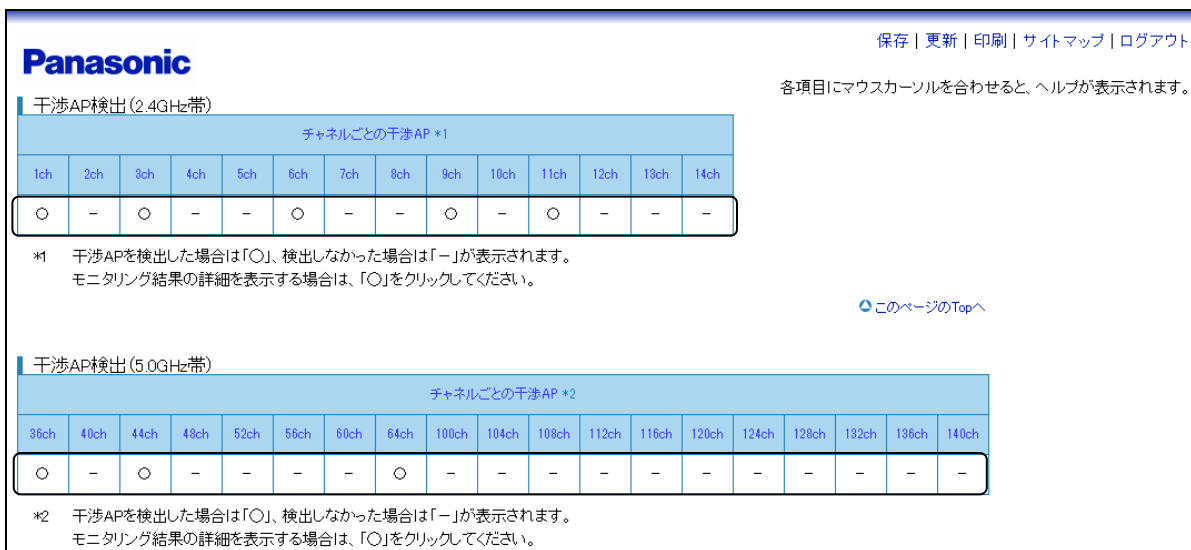 保存 | 更新 | 印刷 | サイトマップ | ログアウト
Panasonic
各項目にマウスカーソルを合わせると、ヘルプが表示されます。
干渉AP検出(2.4GHz帯)
チャネルごとの干渉AP *1
1ch 2ch 3ch 4ch 5ch 6ch 7ch 8ch 9ch 10ch 11ch 12ch 13ch 14ch
○ − ○ − − ○ − − ○ − ○ − − −
*1 干渉APを検出した場合は「○」、検出しなかった場合は「−」が表示されます。
モニタリング結果の詳細を表示する場合は、「○」をクリックしてください。
このページのTopへ
干渉AP検出(5.0GHz帯)
チャネルごとの干渉AP *2
36ch 40ch 44ch 48ch 52ch 56ch 60ch 64ch 100ch 104ch 108ch 112ch 116ch 120ch 124ch 128ch 132ch 136ch 140ch
○ − ○ − − − − ○ − − − − − − − − − − −
*2 干渉APを検出した場合は「○」、検出しなかった場合は「−」が表示されます。
モニタリング結果の詳細を表示する場合は、「○」をクリックしてください。